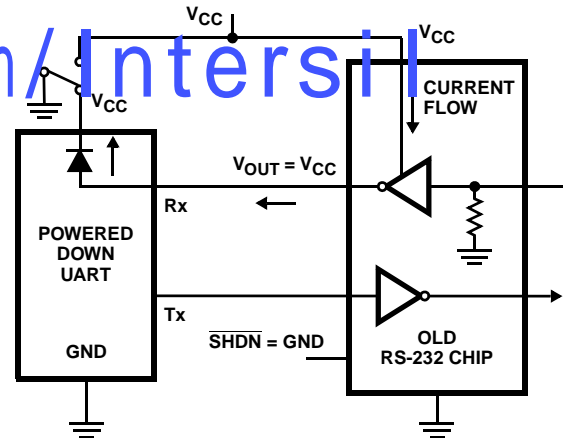 VCC
m/Intersil
VCC
VCC
CURRENT
FLOW
VOUT = VCC
Rx
POWERED
DOWN
UART
Tx
GND
SHDN = GND
OLD
RS-232 CHIP